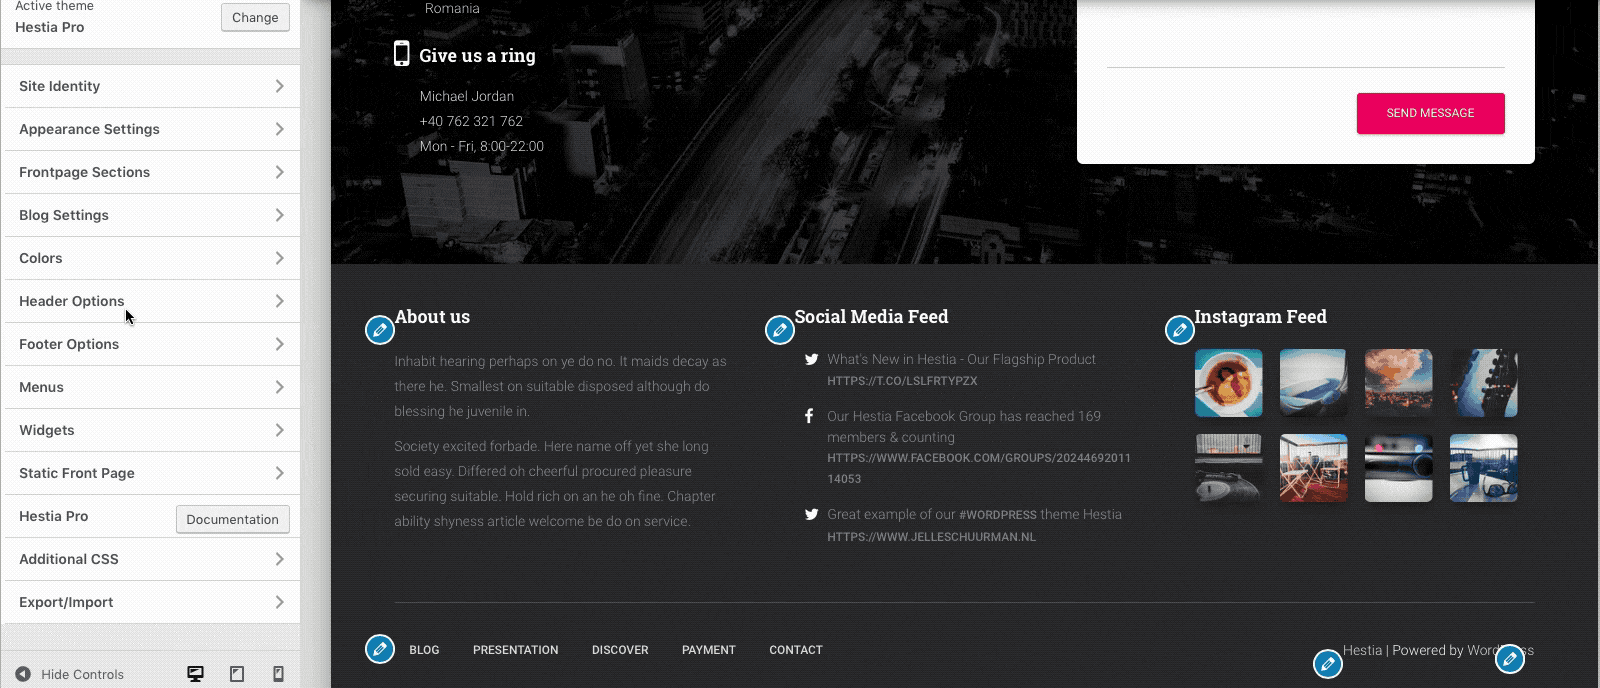 Active theme
Hestia Pro
Change
Site Identity
Appearance Settings
Frontpage Sections
Blog Settings
Colors
Header Options
Footer Options
Menus
Widgets
Static Front Page
Hestia Pro
Documentation
Additional CSS
Export/Import
Hide Controls
Romania
Give us a ring
Michael Jordan
+40 762 321 762
Mon - Fri, 8:00-22:00
SEND MESSAGE
About us
Inhabit hearing perhaps on ye do no. It maids decay as
there he. Smallest on suitable disposed although do
blessing he juvenile in.
Society excited forbade. Here name off yet she long
sold easy. Differed oh cheerful procured pleasure
securing suitable. Hold rich on an he oh fine. Chapter
ability shyness article welcome be do on service.
Social Media Feed
What's New in Hestia - Our Flagship Product
HTTPS://T.CO/LSLFRTYPZX
Our Hestia Facebook Group has reached 169
members & counting
HTTPS://WWW.FACEBOOK.COM/GROUPS/20244692011
14053
Great example of our #WORDPRESS theme Hestia
HTTPS://WWW.JELLESCHUURMAN.NL
Instagram Feed
BLOG PRESENTATION DISCOVER PAYMENT CONTACT
Hestia | Powered by